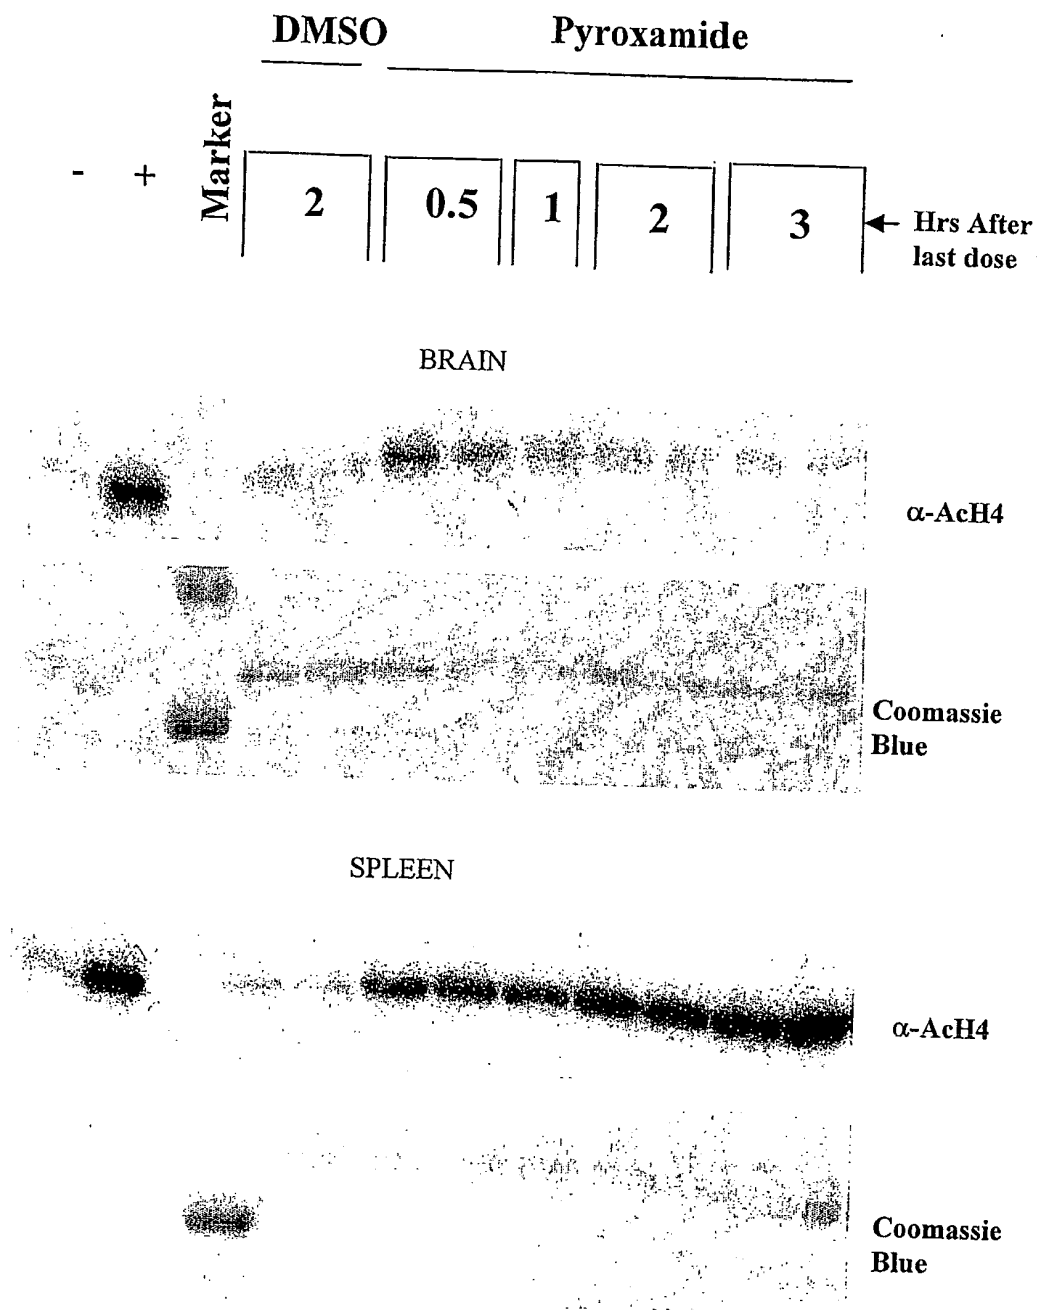 DMSO
Pyroxamide
- + Marker 2 0.5 1 2 3 Hrs After
last dose
BRAIN
α-AcH4
Coomassie
Blue
SPLEEN
α-AcH4
Coomassie
Blue